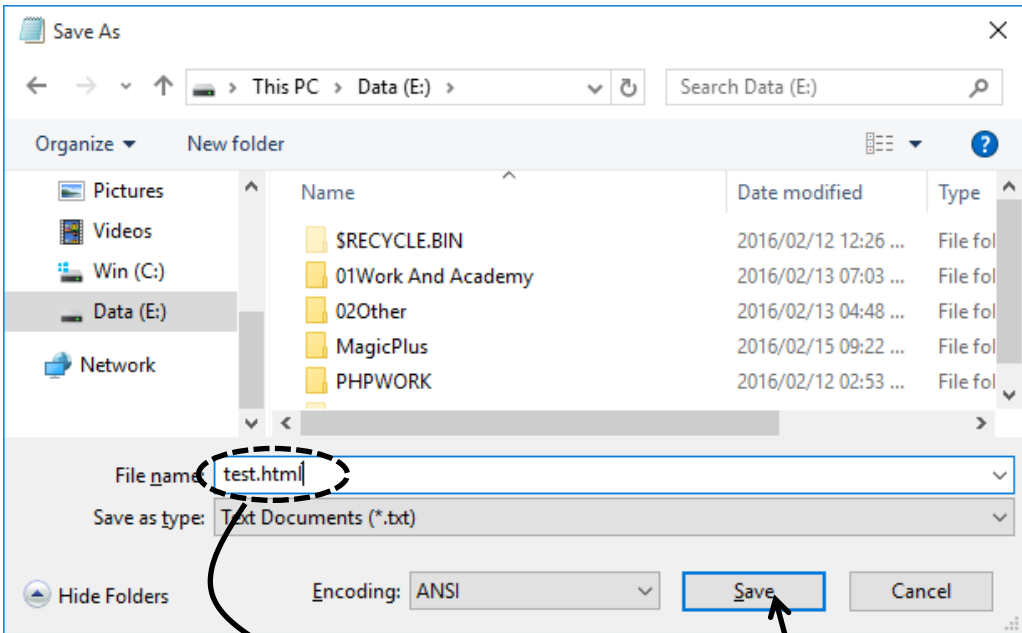 Save As
This PC > Data (E:) >
Search Data (E:)
Organize
New folder
?
Pictures
Videos
Win (C:)
Data (E:)
Network
Name Date modified Type
$RECYCLE.BIN 2016/02/12 12:26 ... File fol
01Work And Academy 2016/02/13 07:03 ... File fol
02Other 2016/02/13 04:48 ... File fol
MagicPlus 2016/02/15 09:22 ... File fol
PHPWORK 2016/02/12 02:53 ... File fol
File name: test.html
Save as type: Text Documents (*.txt)
Hide Folders
Encoding: ANSI
Save
Cancel